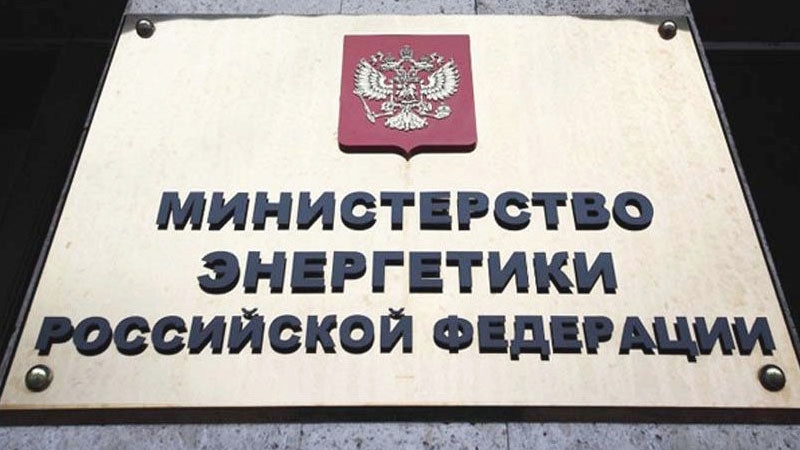 МИНИСТЕРСТВО
ЭНЕРГЕТИКИ
РОССИЙСКОЙ ФЕДЕРАЦИИ